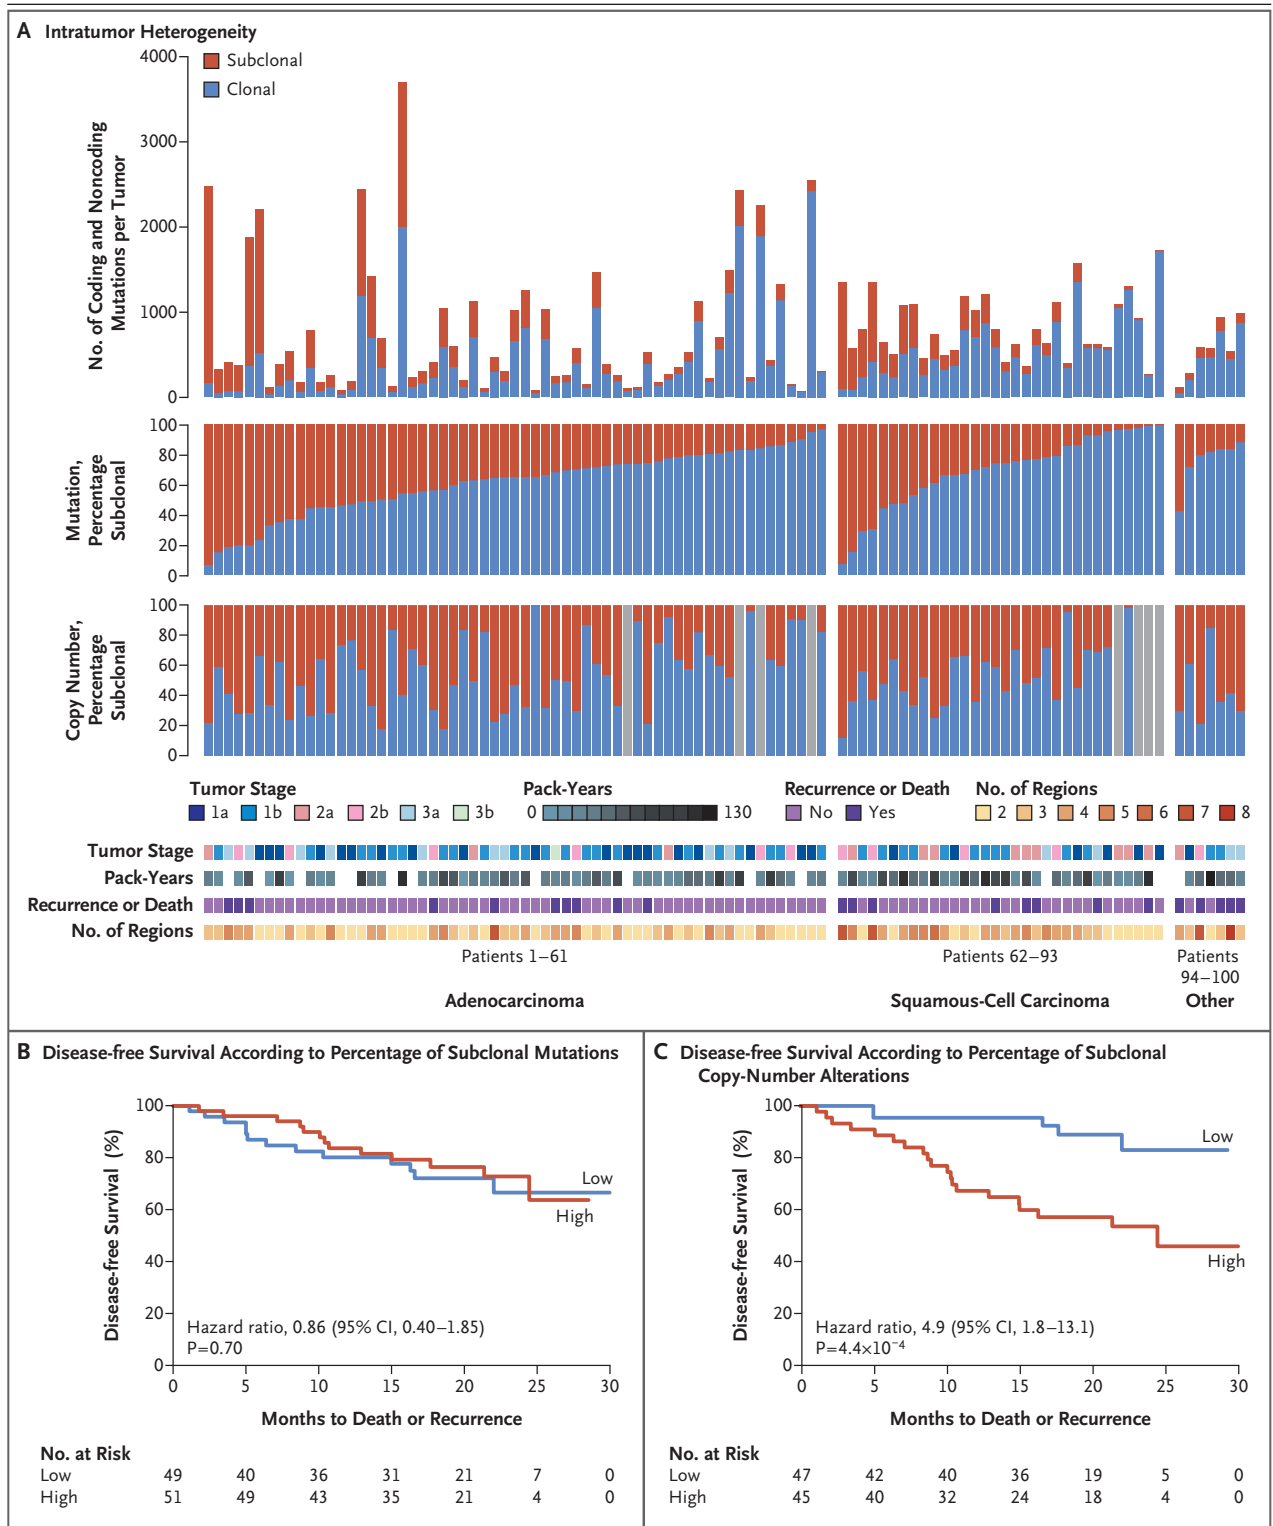 A Intratumor Heterogeneity
Subclonal
Clonal
No. of Coding and Noncoding
Mutations per Tumor
4000
3000
2000
1000
0
Mutation,
Percentage
Subclonal
100
80
60
40
20
0
Copy Number,
Percentage
Subclonal
100
80
60
40
20
0
Tumor Stage
1a 1b 2a 2b 3a 3b
Pack-Years
0 130
Recurrence or Death
No Yes
No. of Regions
2 3 4 5 6 7 8
Tumor Stage
Pack-Years
Recurrence or Death
No. of Regions
Patients 1–61
Patients 62–93
Patients
94–100
Adenocarcinoma
Squamous-Cell Carcinoma
Other
B Disease-free Survival According to Percentage of Subclonal Mutations
Disease-free Survival (%)
100
80
60
40
20
0
Low
High
Hazard ratio, 0.86 (95% CI, 0.40–1.85)
P=0.70
0 5 10 15 20 25 30
Months to Death or Recurrence
No. at Risk
Low 49 40 36 31 21 7 0
High 51 49 43 35 21 4 0
C Disease-free Survival According to Percentage of Subclonal
Copy-Number Alterations
Disease-free Survival (%)
100
80
60
40
20
0
Low
High
Hazard ratio, 4.9 (95% CI, 1.8–13.1)
P=4.4×10⁻⁴
0 5 10 15 20 25 30
Months to Death or Recurrence
No. at Risk
Low 47 42 40 36 19 5 0
High 45 40 32 24 18 4 0